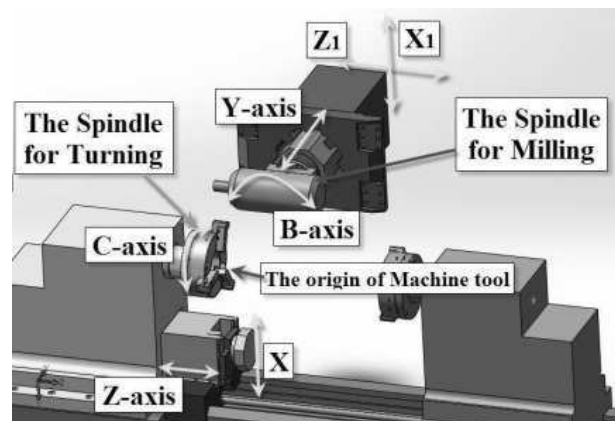 Z1
X1
Y-axis
The Spindle
for Turning
The Spindle
for Milling
C-axis
B-axis
The origin of Machine tool
X
Z-axis